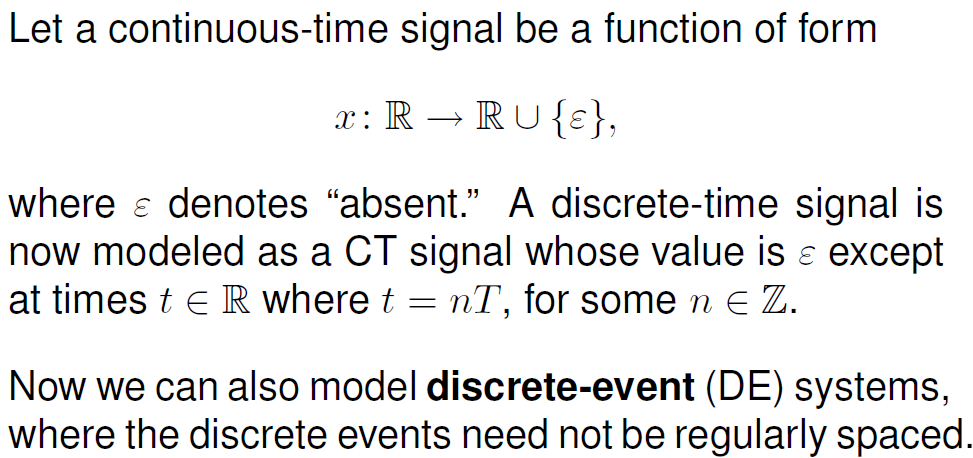 Let a continuous-time signal be a function of form
x: ℝ → ℝ ∪ {ε},
where ε denotes “absent.” A discrete-time signal is
now modeled as a CT signal whose value is ε except
at times t ∈ ℝ where t = nT, for some n ∈ ℤ.
Now we can also model discrete-event (DE) systems,
where the discrete events need not be regularly spaced.